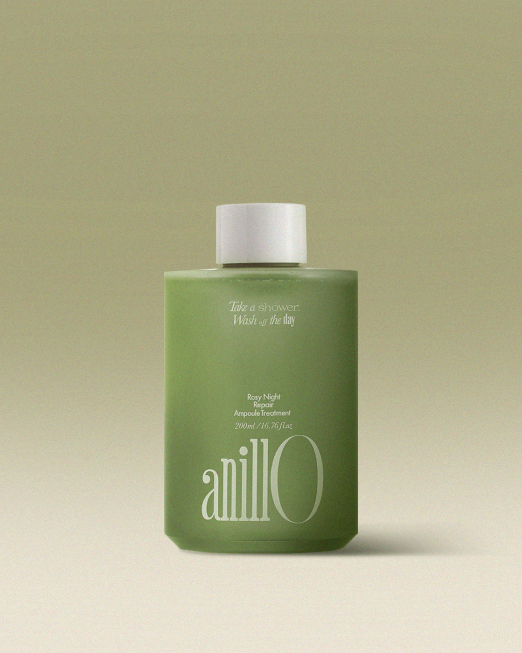 Take a shower.
Wash off the day
Rosy Night
Repair
Ampoule Treatment
200ml / 16.76 fl.oz
anillO